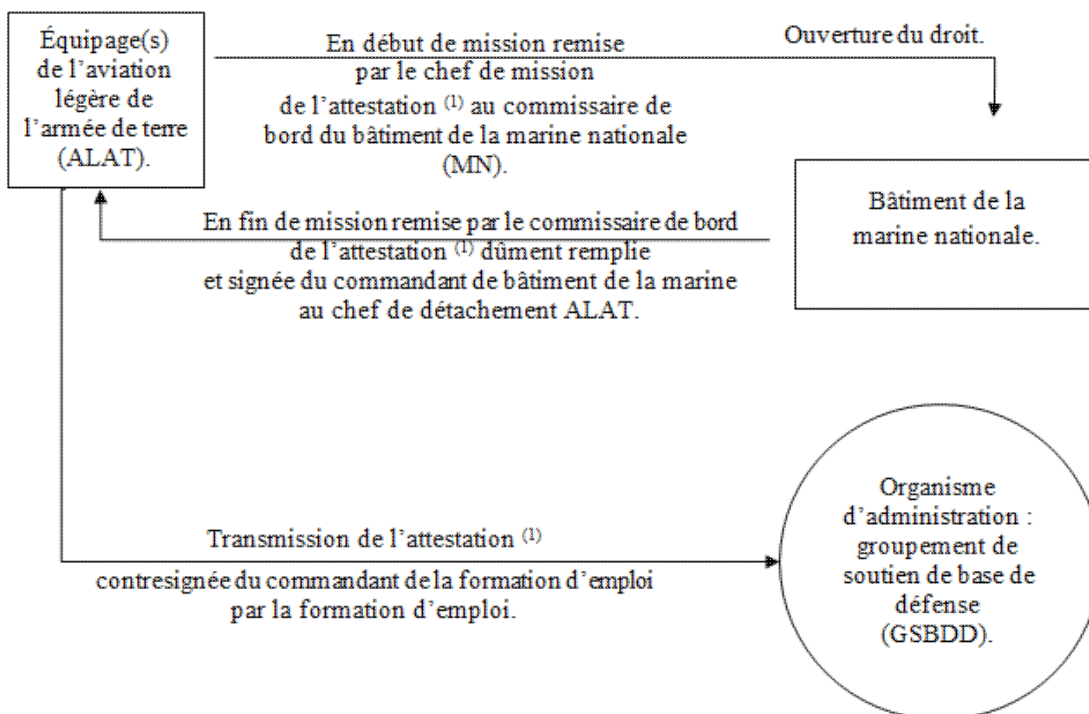 Équipage(s)
de l'aviation
légère de
l'armée de terre
(ALAT).
En début de mission remise
par le chef de mission
de l'attestation (1) au commissaire de
bord du bâtiment de la marine nationale
(MN).
Ouverture du droit.
Bâtiment de la
marine nationale.
En fin de mission remise par le commissaire de bord
de l'attestation (1) dûment remplie
et signée du commandant de bâtiment de la marine
au chef de détachement ALAT.
Transmission de l'attestation (1)
contresignée du commandant de la formation d'emploi
par la formation d'emploi.
Organisme
d'administration :
groupement de
soutien de base de
défense
(GSBDD).